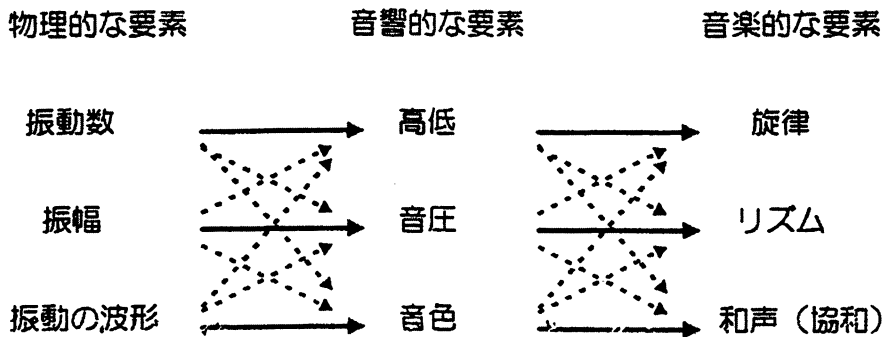 物理的な要素 音響的な要素 音楽的な要素
振動数 高低 旋律
振幅 音圧 リズム
振動の波形 音色 和声（協和）